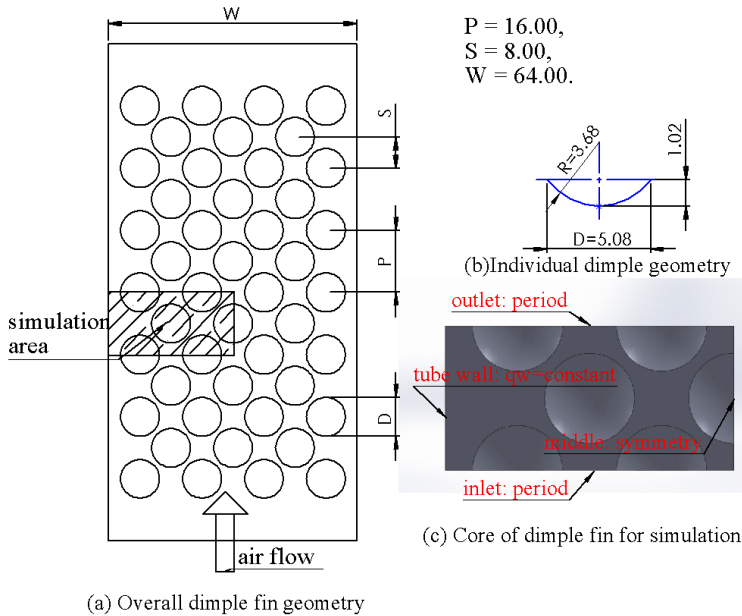 W
P = 16.00,
S = 8.00,
W = 64.00.
S
R=3.68
1.02
D=5.08
(b)Individual dimple geometry
P
simulation
area
outlet: period
tube wall: qw=constant
middle: symmetry
inlet: period
D
(c) Core of dimple fin for simulation
air flow
(a) Overall dimple fin geometry